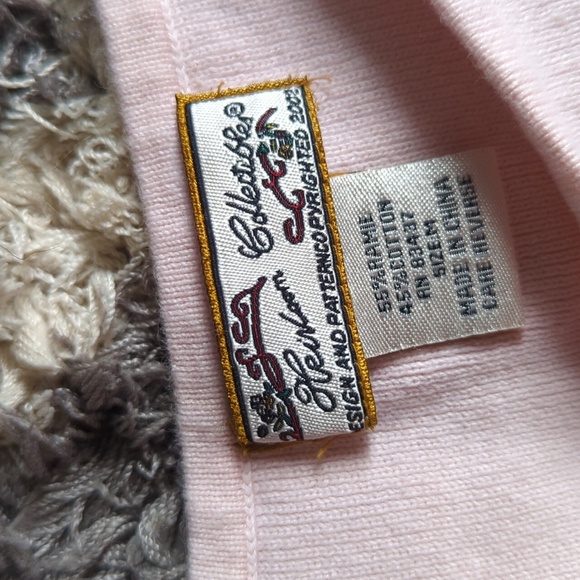 Heirloom Collectibles®
DESIGN AND PATTERN COPYRIGHTED 2002
55% RAMIE
45% COTTON
RN 83437
SIZE M
MADE IN CHINA
CARE REVERSE